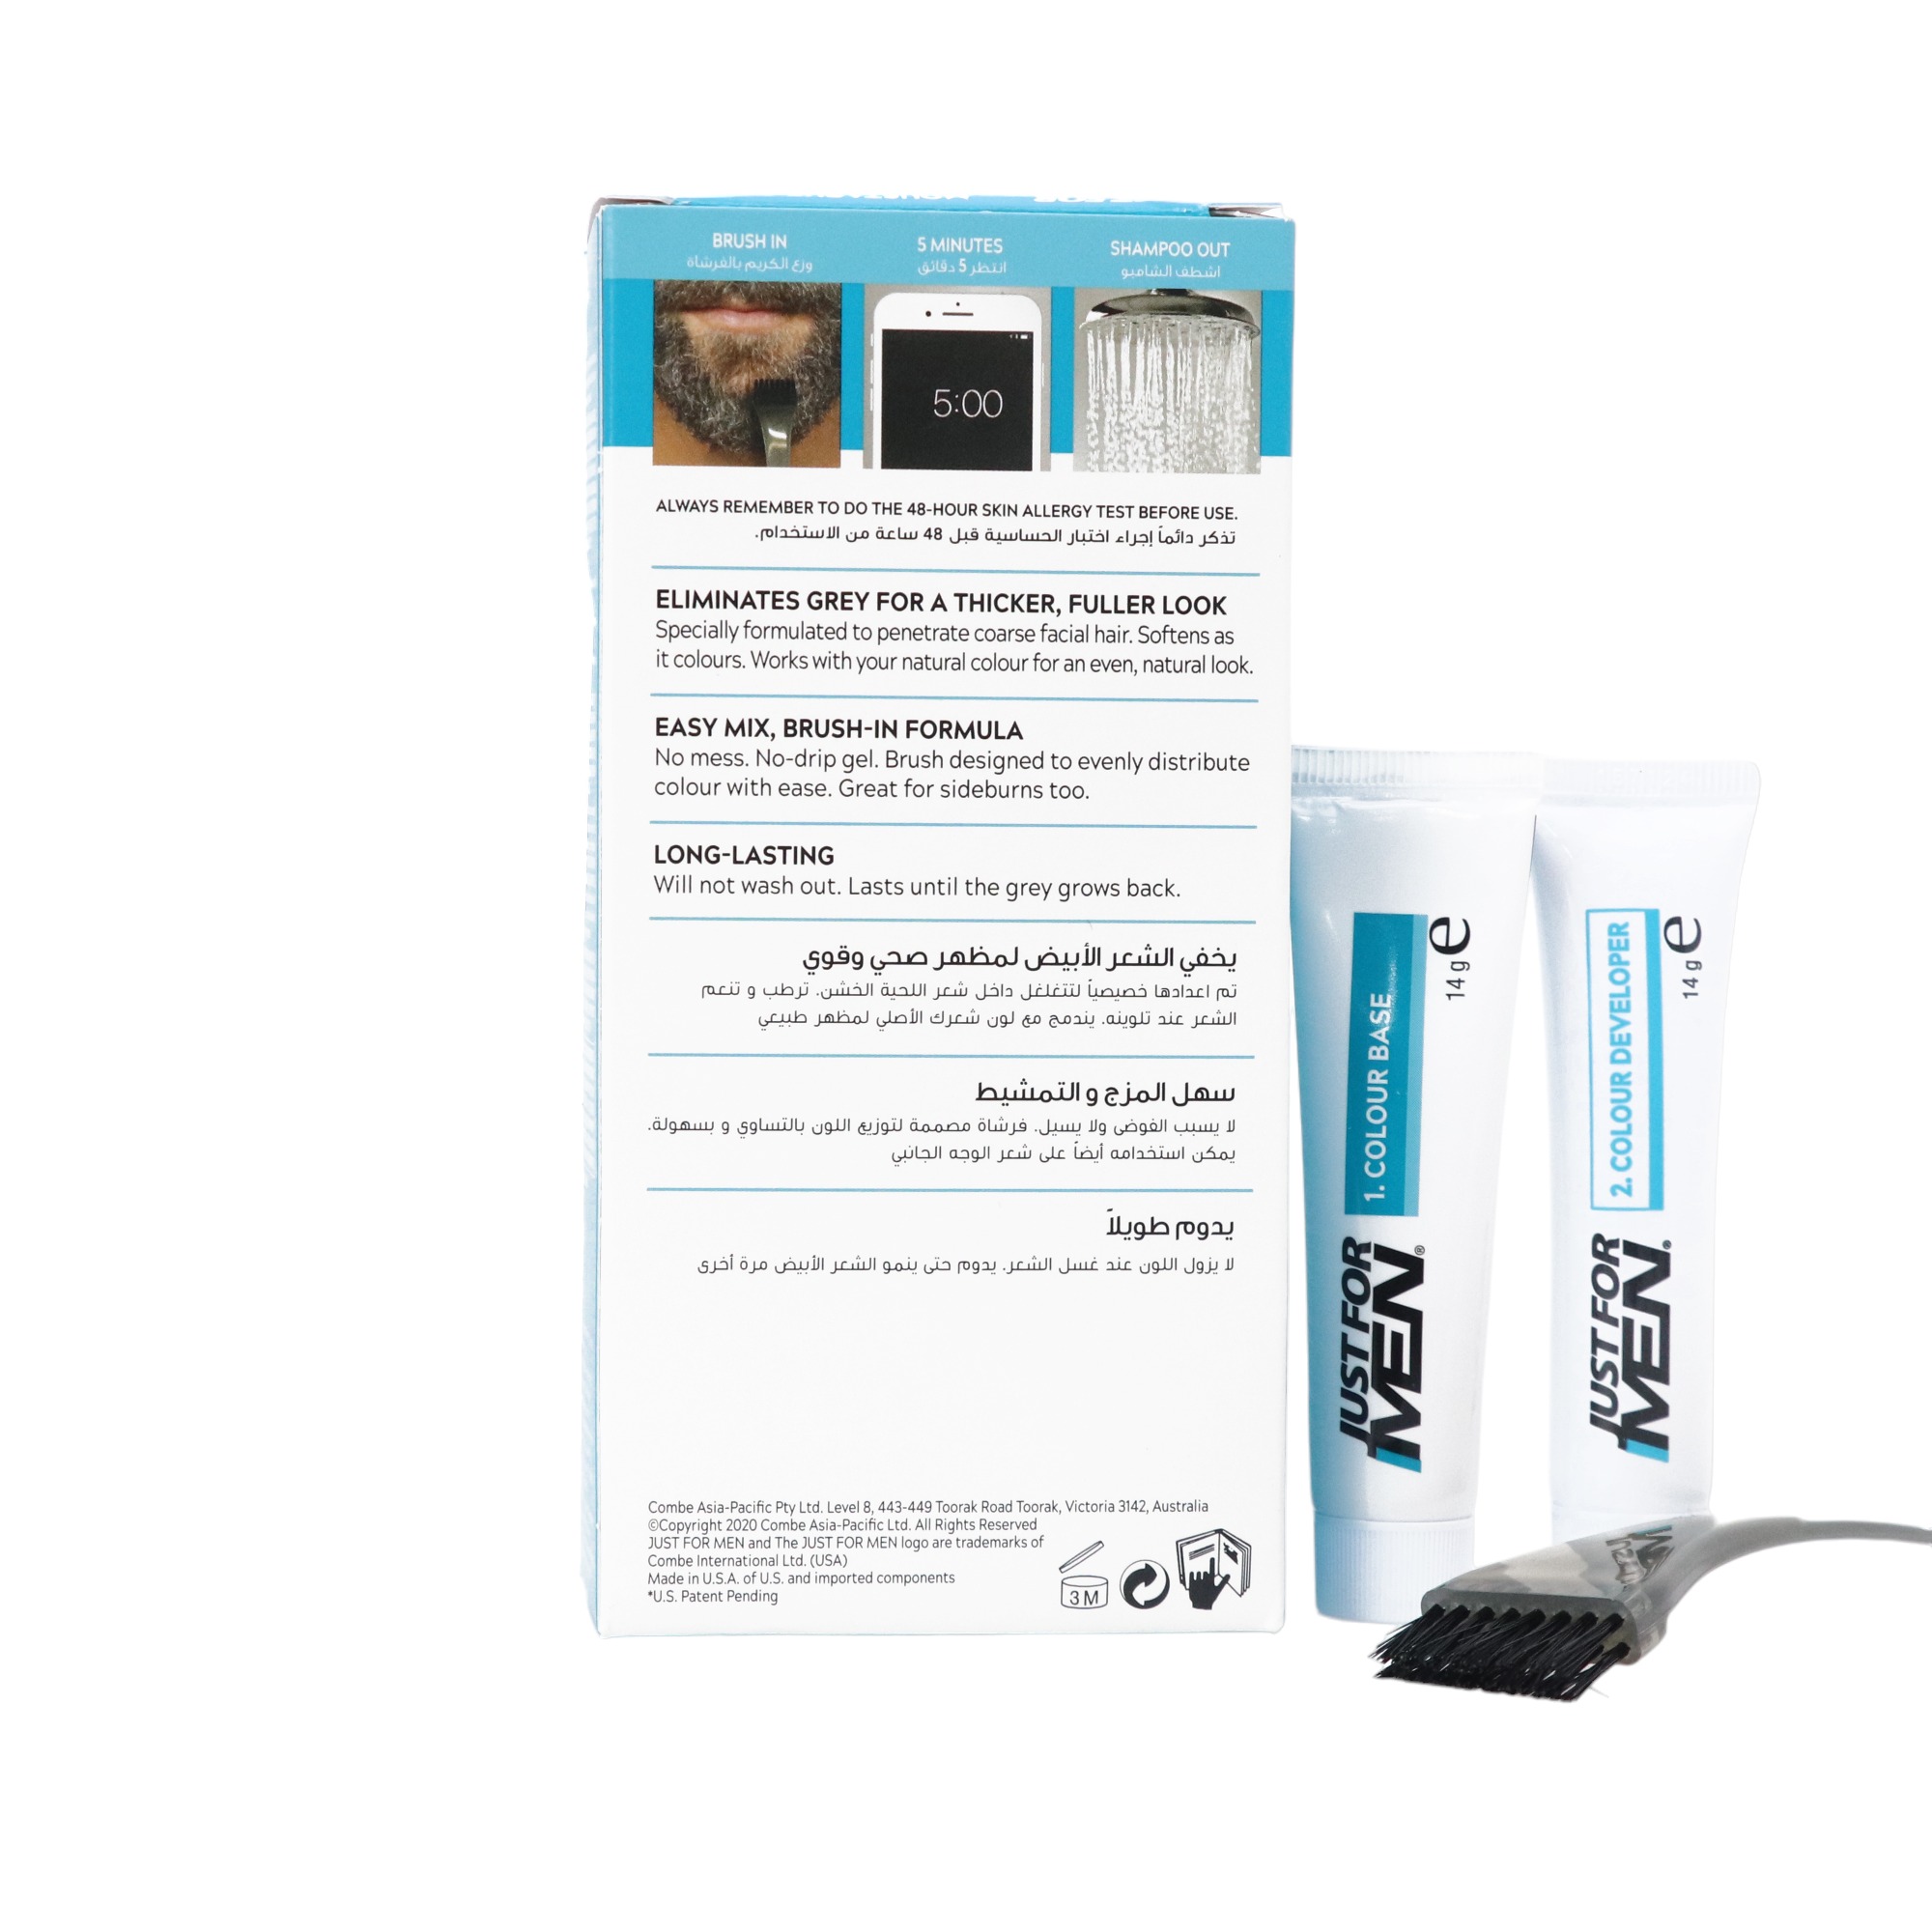 BRUSH IN
وزع الكريم بالفرشاة
5 MINUTES
انتظر 5 دقائق
SHAMPOO OUT
اشطف الشامبو
5:00
ALWAYS REMEMBER TO DO THE 48-HOUR SKIN ALLERGY TEST BEFORE USE.
تذكر دائماً إجراء اختبار الحساسية قبل 48 ساعة من الاستخدام.
ELIMINATES GREY FOR A THICKER, FULLER LOOK
Specially formulated to penetrate coarse facial hair. Softens as
it colours. Works with your natural colour for an even, natural look.
EASY MIX, BRUSH-IN FORMULA
No mess. No-drip gel. Brush designed to evenly distribute
colour with ease. Great for sideburns too.
LONG-LASTING
Will not wash out. Lasts until the grey grows back.
يخفي الشعر الأبيض لمظهر صحي وقوي
تم اعدادها خصيصياً لتتغلغل داخل شعر اللحية الخشن. ترطب و تنعم
الشعر عند تلوينه. يندمج مع لون شعرك الأصلي لمظهر طبيعي
سهل المزج و التمشيط
لا يسبب الفوضى ولا يسيل. فرشاة مصممة لتوزيع اللون بالتساوي و بسهولة.
يمكن استخدامه أيضاً على شعر الوجه الجانبي
يدوم طويلاً
لا يزول اللون عند غسل الشعر. يدوم حتى ينمو الشعر الأبيض مرة أخرى
Combe Asia-Pacific Pty Ltd. Level 8, 443-449 Toorak Road Toorak, Victoria 3142, Australia
©Copyright 2020 Combe Asia-Pacific Ltd. All Rights Reserved
JUST FOR MEN and The JUST FOR MEN logo are trademarks of
Combe International Ltd. (USA)
Made in U.S.A. of U.S. and imported components
*U.S. Patent Pending
3 M
JUST FOR
MEN®
1. COLOUR BASE
14 g e
JUST FOR
MEN®
2. COLOUR DEVELOPER
14 g e